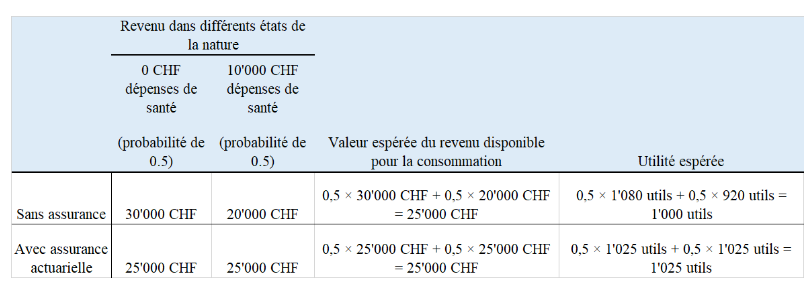 Revenu dans différents états de
la nature
0 CHF
dépenses de
santé
(probabilité de
0.5)
10'000 CHF
dépenses de
santé
(probabilité de
0.5)
Valeur espérée du revenu disponible
pour la consommation
Utilité espérée
Sans assurance
30'000 CHF
20'000 CHF
0,5 × 30'000 CHF + 0,5 × 20'000 CHF
= 25'000 CHF
0,5 × 1'080 utils + 0,5 × 920 utils =
1'000 utils
Avec assurance
actuarielle
25'000 CHF
25'000 CHF
0,5 × 25'000 CHF + 0,5 × 25'000 CHF
= 25'000 CHF
0,5 × 1'025 utils + 0,5 × 1'025 utils =
1'025 utils